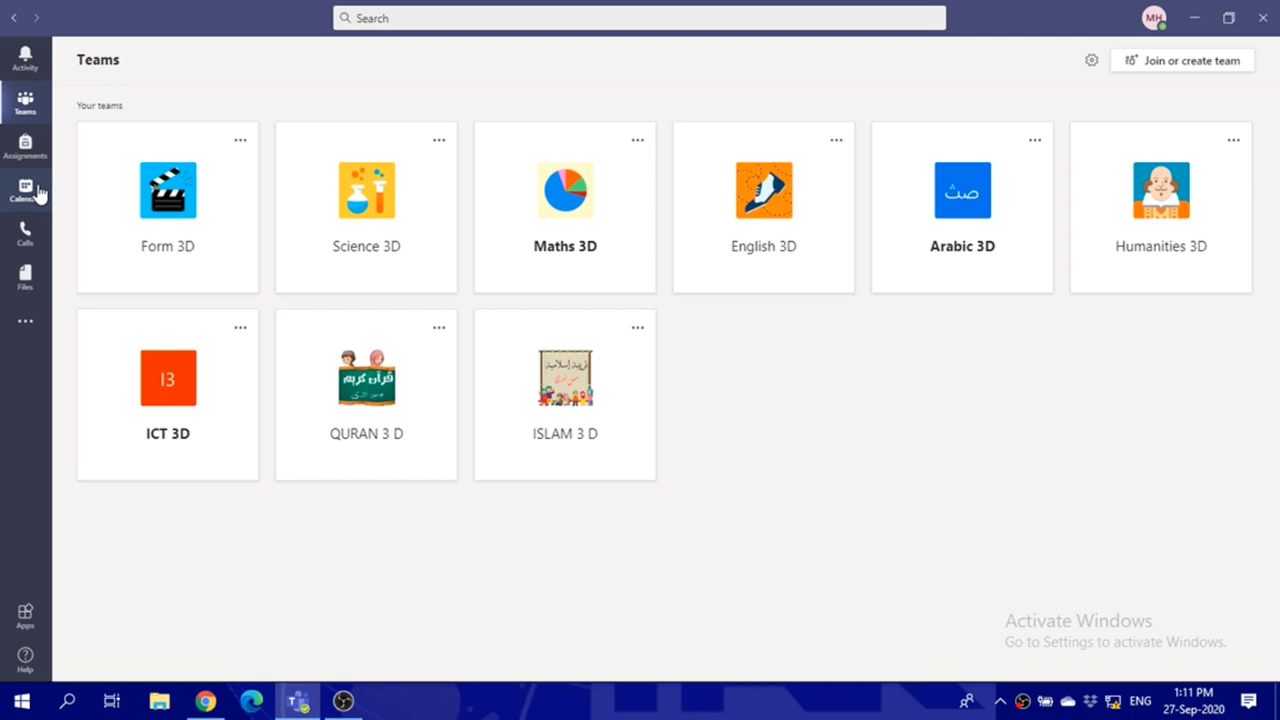 Search
MH
Activity
Teams
Assignments
Calls
Files
Apps
Help
Teams
Join or create team
Your teams
Form 3D
Science 3D
Maths 3D
English 3D
صث
Arabic 3D
Humanities 3D
I3
ICT 3D
قرآن كريم
QURAN 3 D
تربية إسلامية
ISLAM 3 D
Activate Windows
Go to Settings to activate Windows.
ENG
1:11 PM
27-Sep-2020